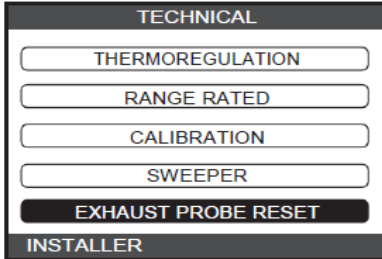 TECHNICAL
THERMOREGULATION
RANGE RATED
CALIBRATION
SWEEPER
EXHAUST PROBE RESET
INSTALLER